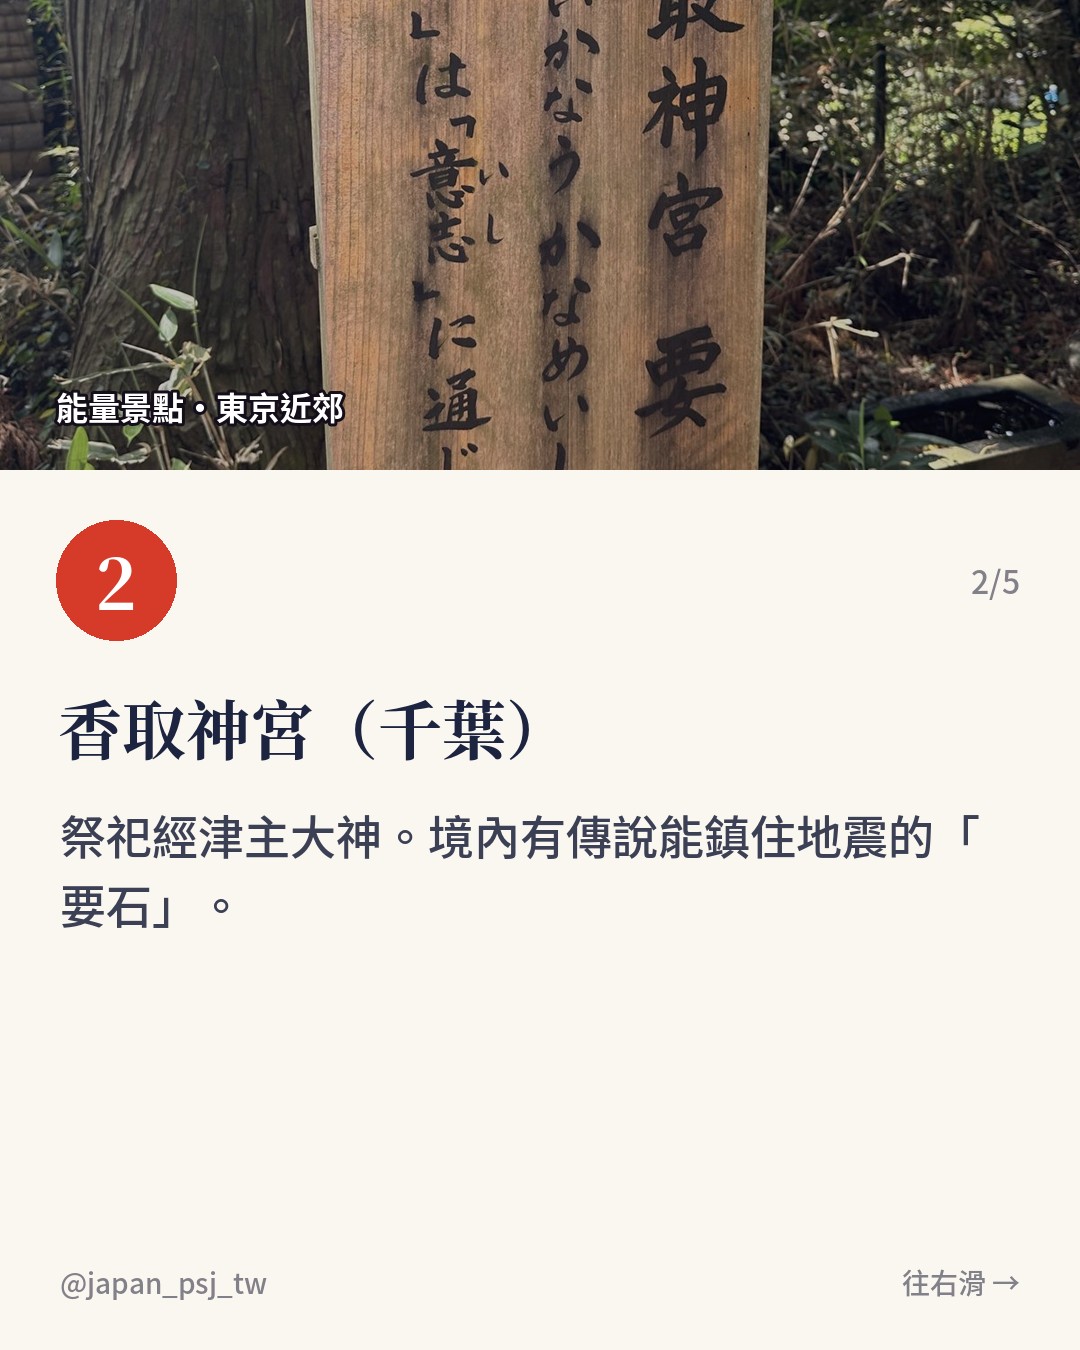 取神宮 要
いかなうかなめいし
」は「意志」に通じ
いし
能量景點・東京近郊
2
2/5
香取神宮（千葉）
祭祀經津主大神。境內有傳說能鎮住地震的「
要石」。
@japan_psj_tw
往右滑 →